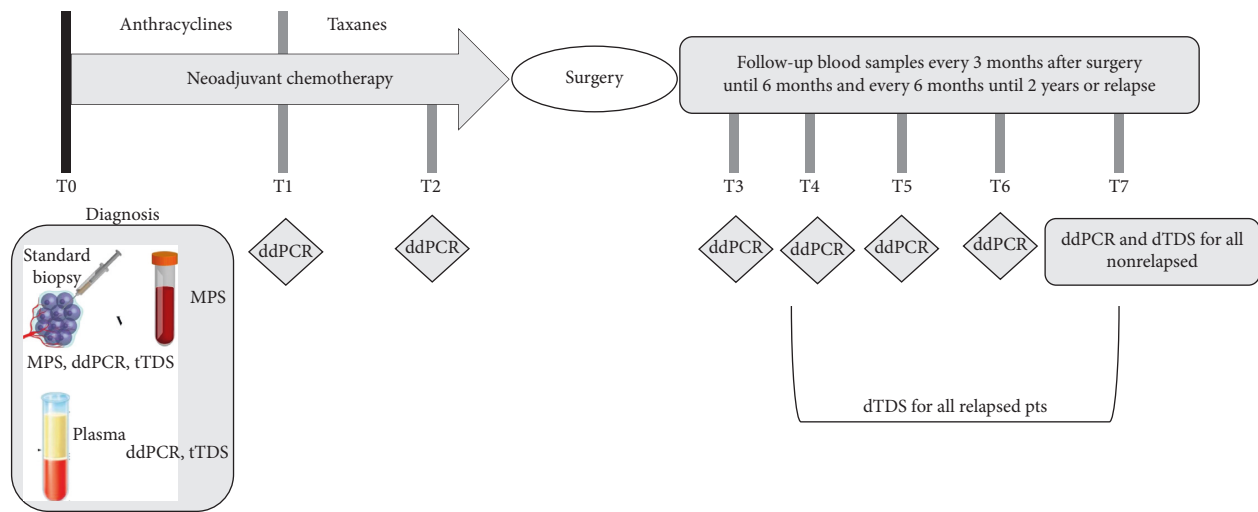 Anthracyclines
Taxanes
Neoadjuvant chemotherapy
Surgery
Follow-up blood samples every 3 months after surgery
until 6 months and every 6 months until 2 years or relapse
T0
T1
T2
T3
T4
T5
T6
T7
Diagnosis
Standard
biopsy
MPS
MPS, ddPCR, tTDS
Plasma
ddPCR, tTDS
ddPCR
ddPCR
ddPCR
ddPCR
ddPCR
ddPCR
ddPCR and dTDS for all
nonrelapsed
dTDS for all relapsed pts